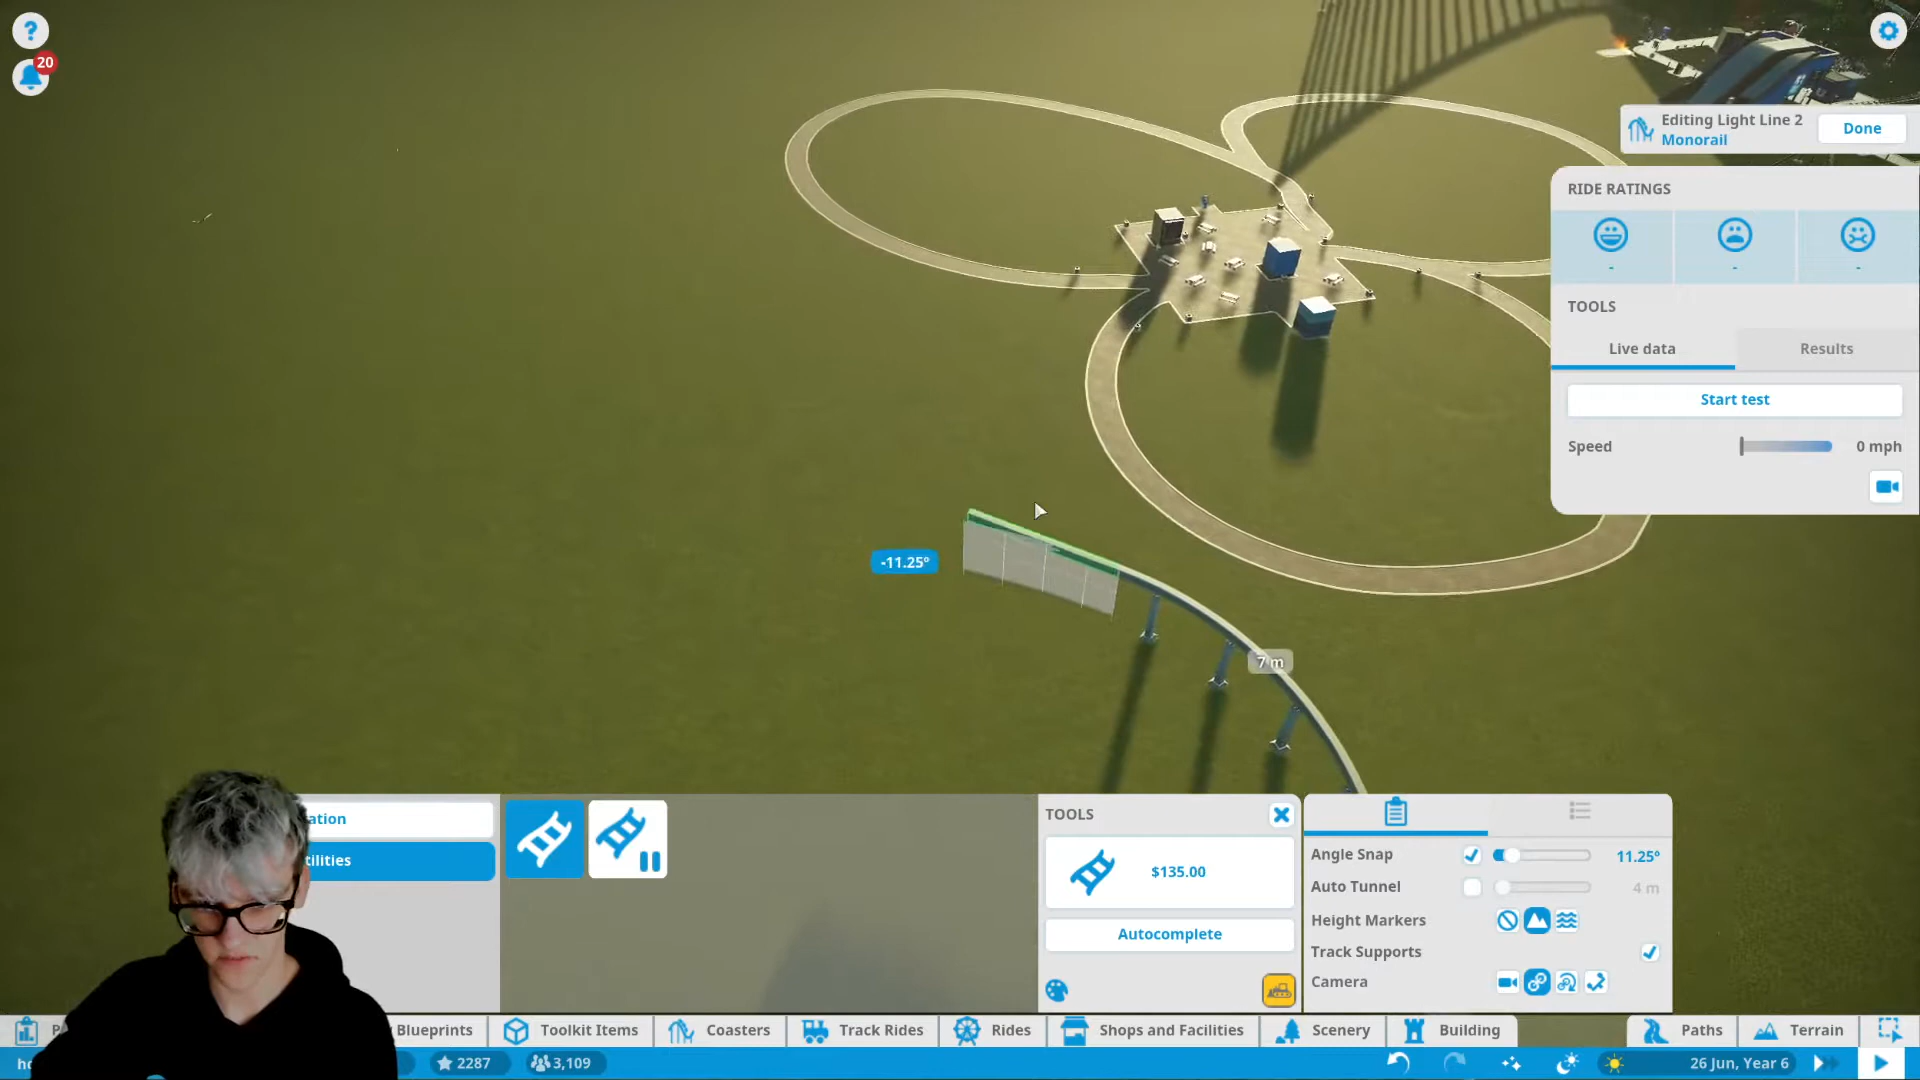 ?
20
Editing Light Line 2
Monorail
Done
RIDE RATINGS
- - -
TOOLS
Live data
Results
Start test
Speed
0 mph
-11.25°
7 m
ation
tilities
TOOLS
$135.00
Autocomplete
Angle Snap
11.25°
Auto Tunnel
4 m
Height Markers
Track Supports
Camera
P
Blueprints
Toolkit Items
Coasters
Track Rides
Rides
Shops and Facilities
Scenery
Building
Paths
Terrain
2287
3,109
26 Jun, Year 6